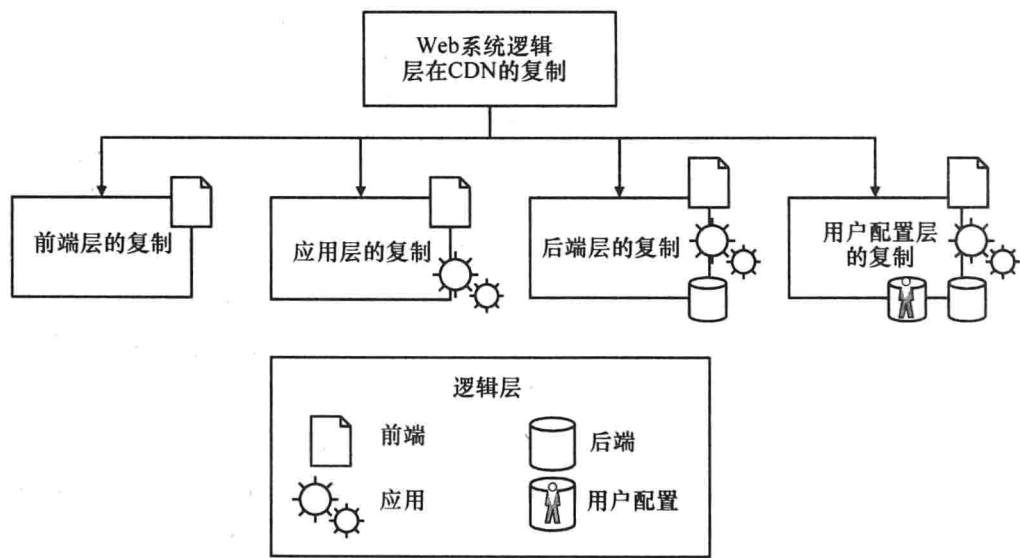 Web系统逻辑
层在CDN的复制
前端层的复制
应用层的复制
后端层的复制
用户配置层
的复制
逻辑层
前端
后端
应用
用户配置